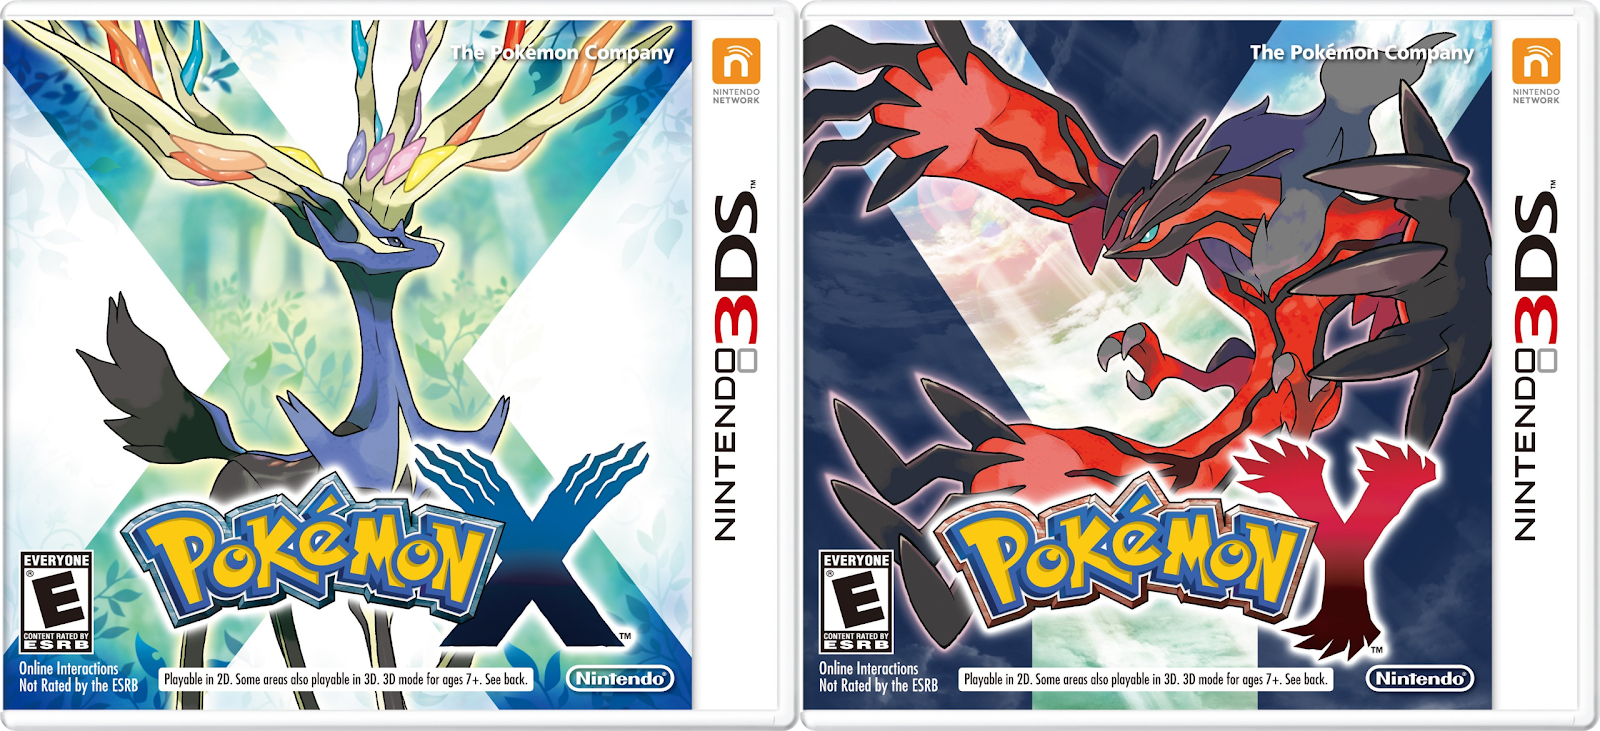 The Pokémon Company
n
NINTENDO
NETWORK
NINTENDO 3DS™
POKéMON X
™
EVERYONE
®
E
CONTENT RATED BY
ESRB
Online Interactions
Not Rated by the ESRB
Playable in 2D. Some areas also playable in 3D. 3D mode for ages 7+. See back.
Nintendo®
The Pokémon Company
n
NINTENDO
NETWORK
NINTENDO 3DS™
POKéMON Y
™
EVERYONE
®
E
CONTENT RATED BY
ESRB
Online Interactions
Not Rated by the ESRB
Playable in 2D. Some areas also playable in 3D. 3D mode for ages 7+. See back.
Nintendo®